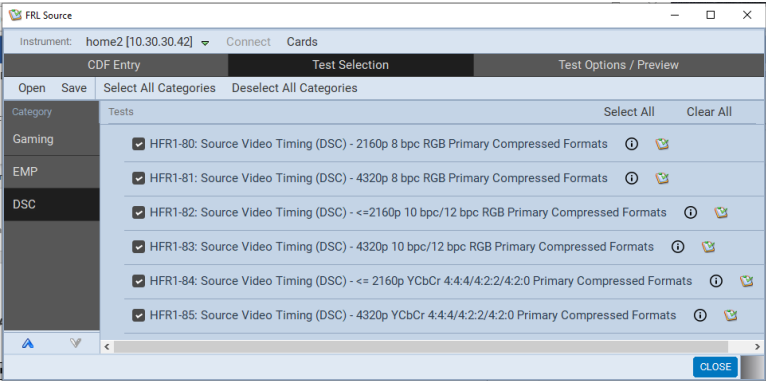 FRL Source
Instrument: home2 [10.30.30.42] Connect Cards
CDF Entry Test Selection Test Options / Preview
Open Save Select All Categories Deselect All Categories
Category Tests Select All Clear All
Gaming
EMP
DSC
HFR1-80: Source Video Timing (DSC) - 2160p 8 bpc RGB Primary Compressed Formats
HFR1-81: Source Video Timing (DSC) - 4320p 8 bpc RGB Primary Compressed Formats
HFR1-82: Source Video Timing (DSC) - <=2160p 10 bpc/12 bpc RGB Primary Compressed Formats
HFR1-83: Source Video Timing (DSC) - 4320p 10 bpc/12 bpc RGB Primary Compressed Formats
HFR1-84: Source Video Timing (DSC) - <= 2160p YCbCr 4:4:4/4:2:2/4:2:0 Primary Compressed Formats
HFR1-85: Source Video Timing (DSC) - 4320p YCbCr 4:4:4/4:2:2/4:2:0 Primary Compressed Formats
CLOSE